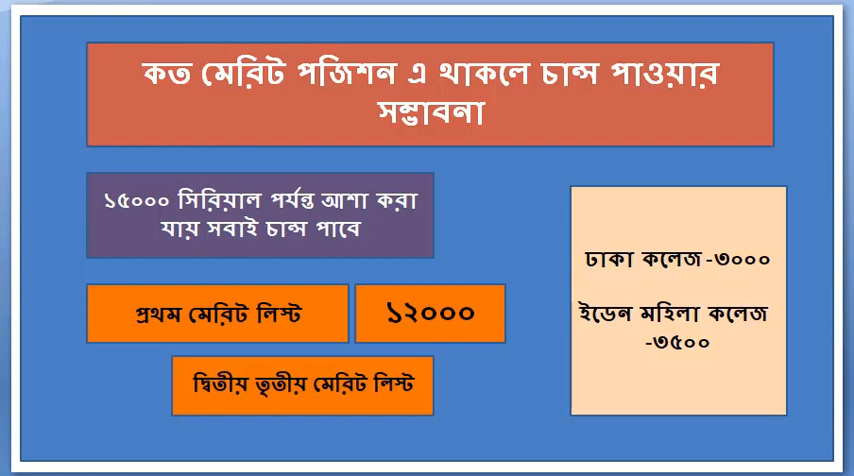 কত মেরিট পজিশন এ থাকলে চান্স পাওয়ার
সম্ভাবনা
১৫০০০ সিরিয়াল পর্যন্ত আশা করা
যায় সবাই চান্স পাবে
প্রথম মেরিট লিস্ট
১২০০০
দ্বিতীয় তৃতীয় মেরিট লিস্ট
ঢাকা কলেজ -৩০০০
ইডেন মহিলা কলেজ
-৩৫০০